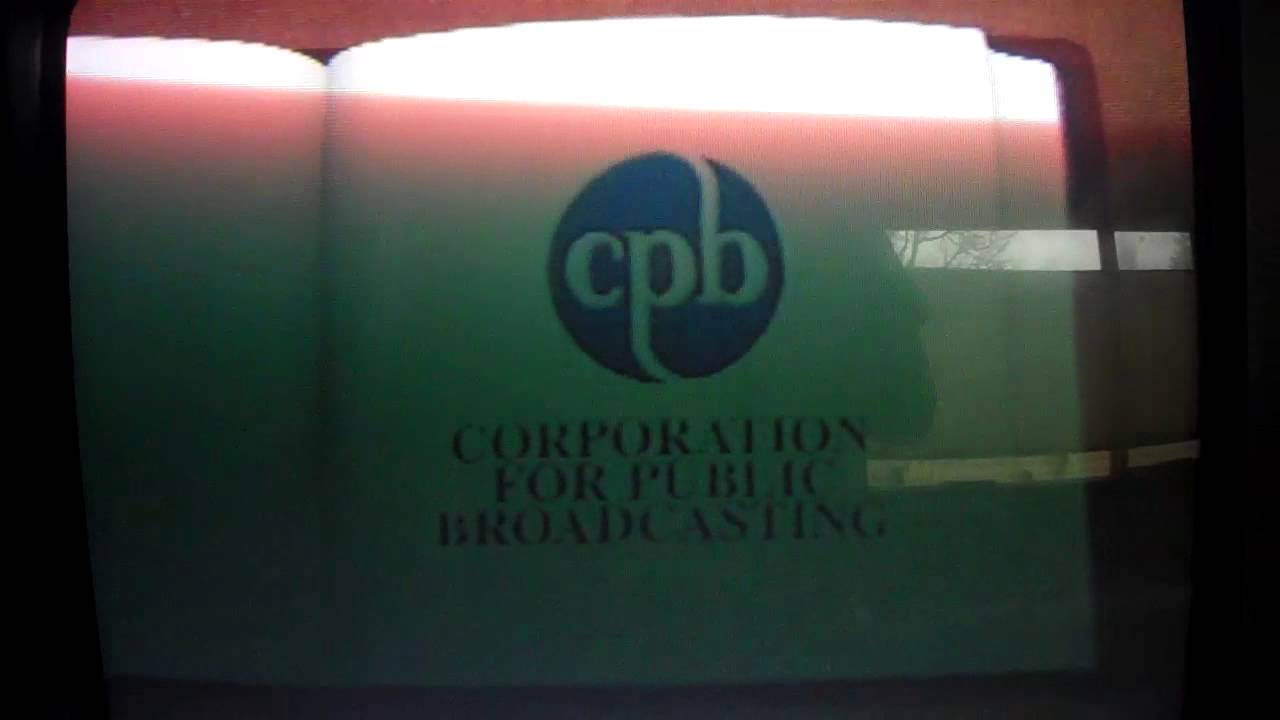 cpb
CORPORATION
FOR PUBLIC
BROADCASTING